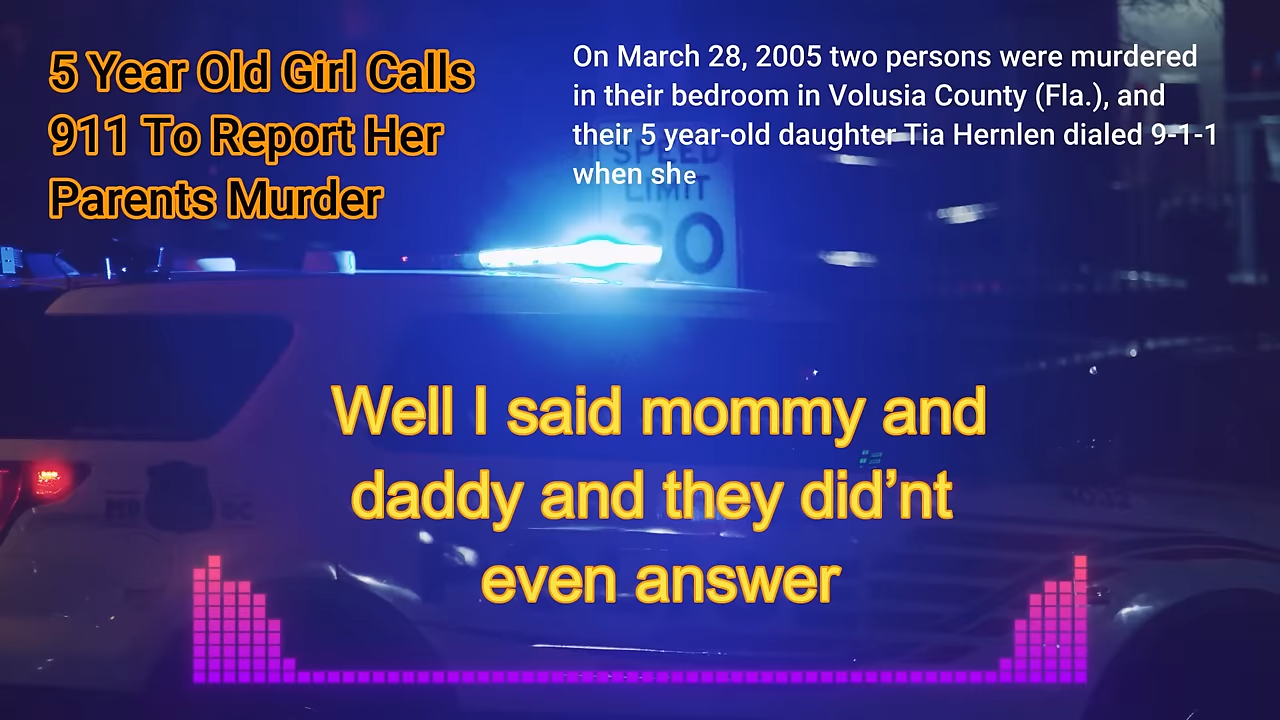 5 Year Old Girl Calls
911 To Report Her
Parents Murder
On March 28, 2005 two persons were murdered
in their bedroom in Volusia County (Fla.), and
their 5 year-old daughter Tia Hernlen dialed 9-1-1
when she
SPEED
LIMIT
30
Well I said mommy and
daddy and they did’nt
even answer